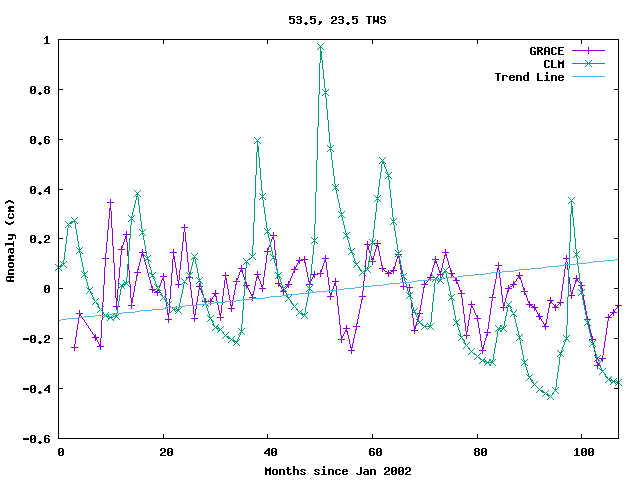 53.5, 23.5 TWS
GRACE
CLM
Trend Line
1
0.8
0.6
0.4
0.2
0
-0.2
-0.4
-0.6
Anomaly (cm)
0 20 40 60 80 100
Months since Jan 2002